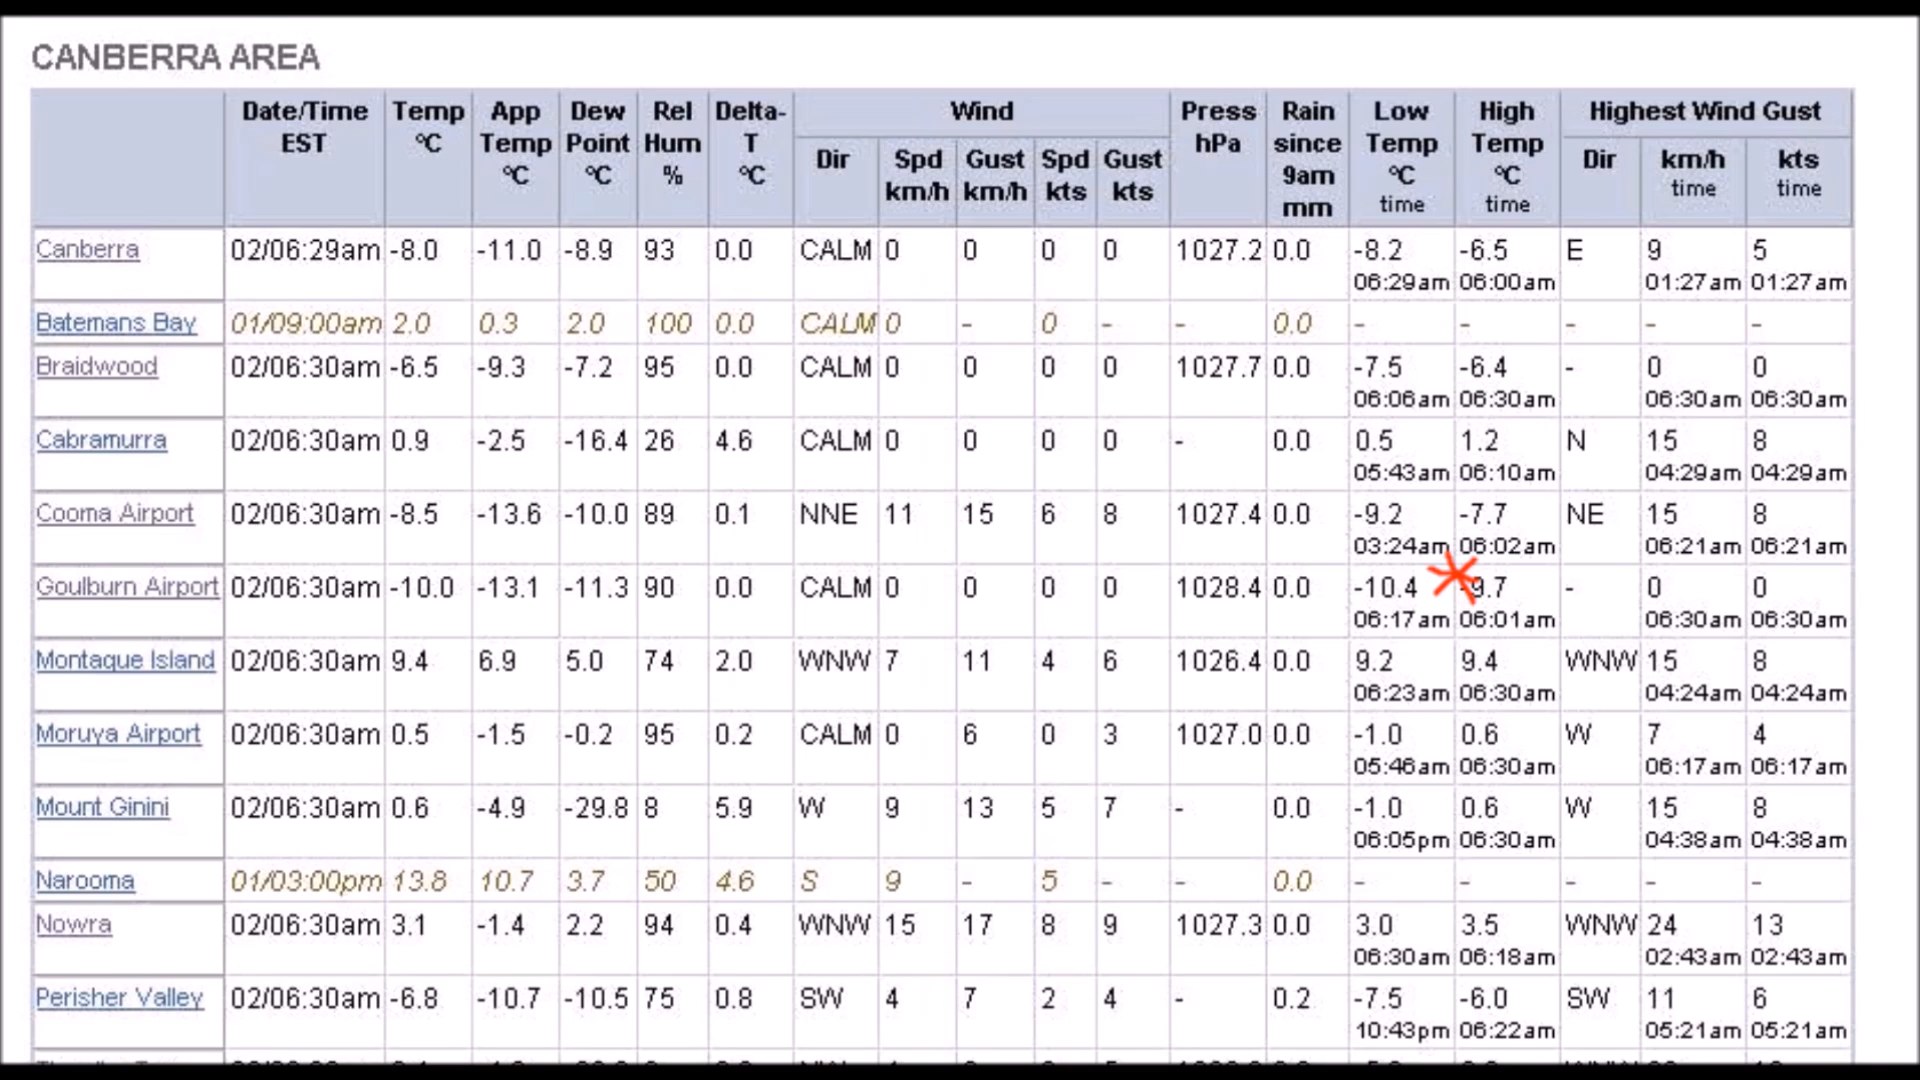 CANBERRA AREA
Date/Time EST Temp °C App Temp °C Dew Point °C Rel Hum % Delta-T °C Wind Press hPa Rain since 9am mm Low Temp °C time High Temp °C time Highest Wind Gust
Dir Spd km/h Gust km/h Spd kts Gust kts Dir km/h time kts time
Canberra 02/06:29am -8.0 -11.0 -8.9 93 0.0 CALM 0 0 0 0 1027.2 0.0 -8.2 -6.5 E 9 5
06:29am 06:00am 01:27am 01:27am
Batemans Bay 01/09:00am 2.0 0.3 2.0 100 0.0 CALM 0 - 0 - - 0.0 - - - - -
Braidwood 02/06:30am -6.5 -9.3 -7.2 95 0.0 CALM 0 0 0 0 1027.7 0.0 -7.5 -6.4 - 0 0
06:06am 06:30am 06:30am 06:30am
Cabramurra 02/06:30am 0.9 -2.5 -16.4 26 4.6 CALM 0 0 0 0 - 0.0 0.5 1.2 N 15 8
05:43am 06:10am 04:29am 04:29am
Cooma Airport 02/06:30am -8.5 -13.6 -10.0 89 0.1 NNE 11 15 6 8 1027.4 0.0 -9.2 -7.7 NE 15 8
03:24am 06:02am 06:21am 06:21am
Goulburn Airport 02/06:30am -10.0 -13.1 -11.3 90 0.0 CALM 0 0 0 0 1028.4 0.0 -10.4 -9.7 - 0 0
06:17am 06:01am 06:30am 06:30am
Montague Island 02/06:30am 9.4 6.9 5.0 74 2.0 WNW 7 11 4 6 1026.4 0.0 9.2 9.4 WNW 15 8
06:23am 06:30am 04:24am 04:24am
Moruya Airport 02/06:30am 0.5 -1.5 -0.2 95 0.2 CALM 0 6 0 3 1027.0 0.0 -1.0 0.6 W 7 4
05:46am 06:30am 06:17am 06:17am
Mount Ginini 02/06:30am 0.6 -4.9 -29.8 8 5.9 W 9 13 5 7 - 0.0 -1.0 0.6 W 15 8
06:05pm 06:30am 04:38am 04:38am
Narooma 01/03:00pm 13.8 10.7 3.7 50 4.6 S 9 - 5 - - 0.0 - - - - -
Nowra 02/06:30am 3.1 -1.4 2.2 94 0.4 WNW 15 17 8 9 1027.3 0.0 3.0 3.5 WNW 24 13
06:30am 06:18am 02:43am 02:43am
Perisher Valley 02/06:30am -6.8 -10.7 -10.5 75 0.8 SW 4 7 2 4 - 0.2 -7.5 -6.0 SW 11 6
10:43pm 06:22am 05:21am 05:21am